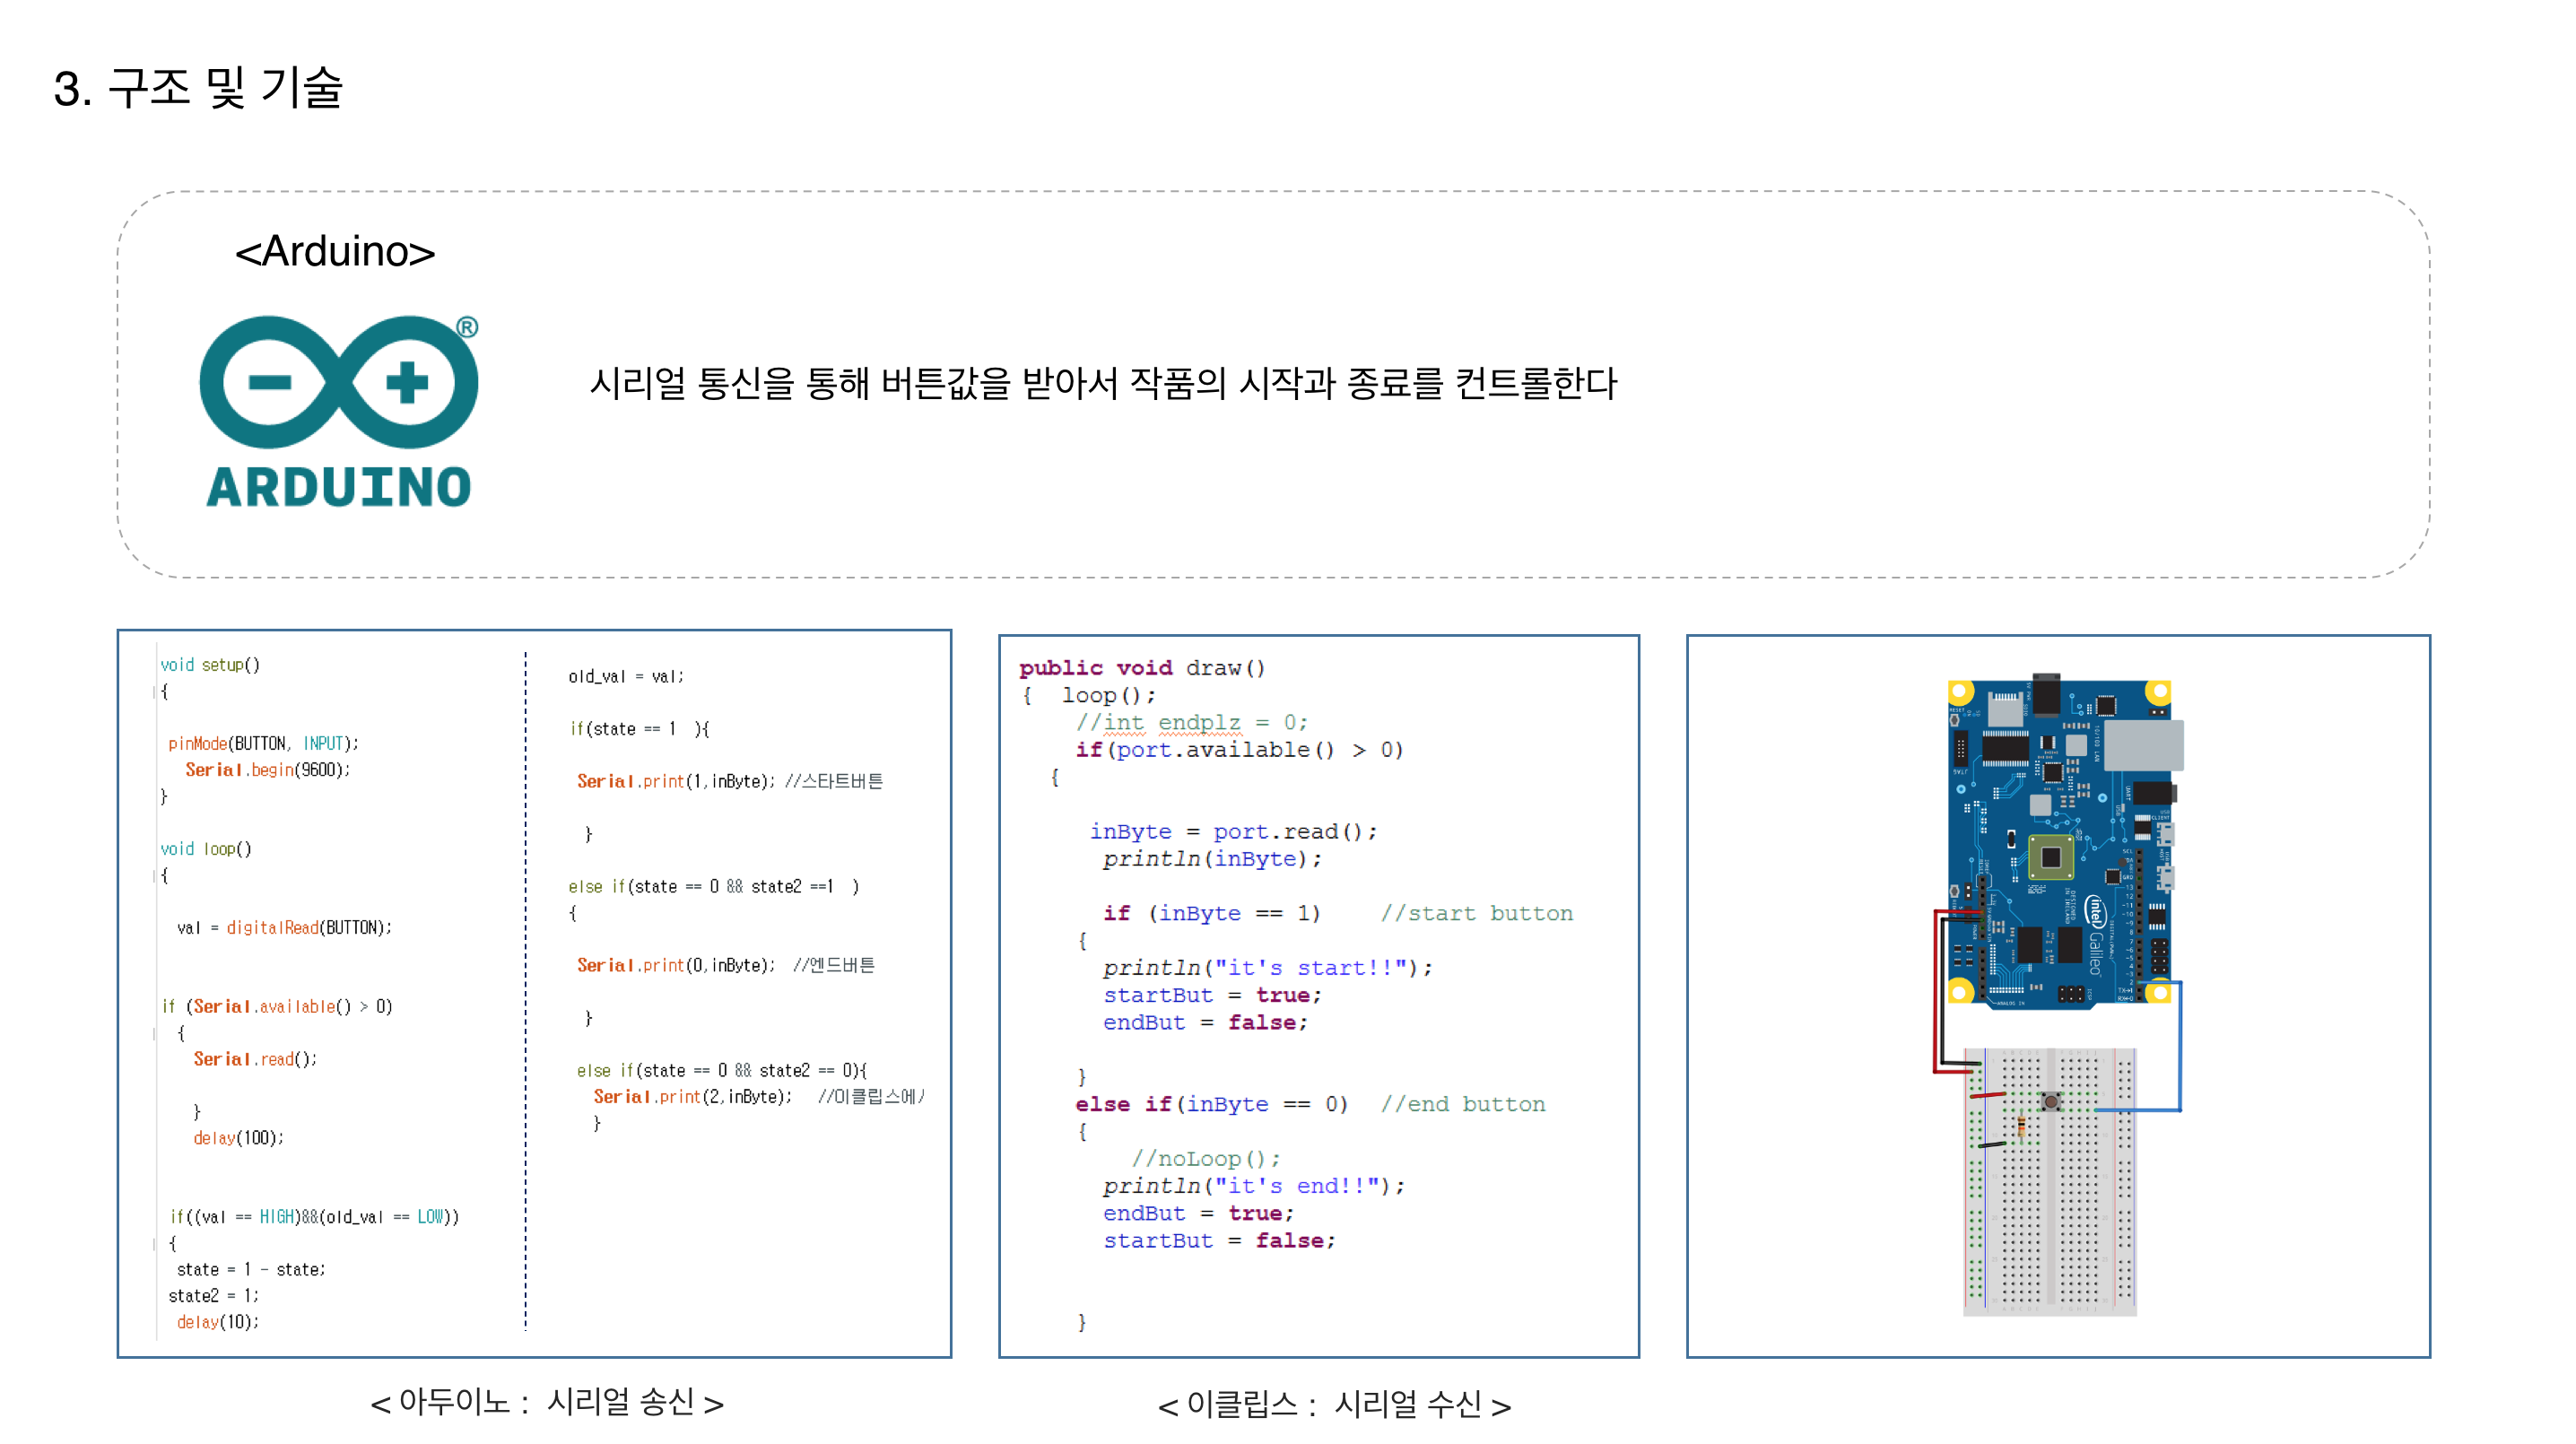 3. 구조 및 기술
<Arduino>
®
ARDUINO
시리얼 통신을 통해 버튼값을 받아서 작품의 시작과 종료를 컨트롤한다
void setup()
{
pinMode(BUTTON, INPUT);
Serial.begin(9600);
}
void loop()
{
val = digitalRead(BUTTON);
if (Serial.available() > 0)
{
Serial.read();
}
delay(100);
if((val == HIGH)&&(old_val == LOW))
{
state = 1 - state;
state2 = 1;
delay(10);
old_val = val;
if(state == 1  ){
Serial.print(1,inByte); //스타트버튼
}
else if(state == 0 && state2 ==1  )
{
Serial.print(0,inByte);  //엔드버튼
}
else if(state == 0 && state2 == 0){
Serial.print(2,inByte);   //이클립스에서
}
< 아두이노 :  시리얼 송신 >
public void draw()
{  loop();
//int endplz = 0;
if(port.available() > 0)
{
inByte = port.read();
println(inByte);
if (inByte == 1)    //start button
{
println("it's start!!");
startBut = true;
endBut = false;
}
else if(inByte == 0)  //end button
{
//noLoop();
println("it's end!!");
endBut = true;
startBut = false;
}
< 이클립스 :  시리얼 수신 >
intel
Galileo